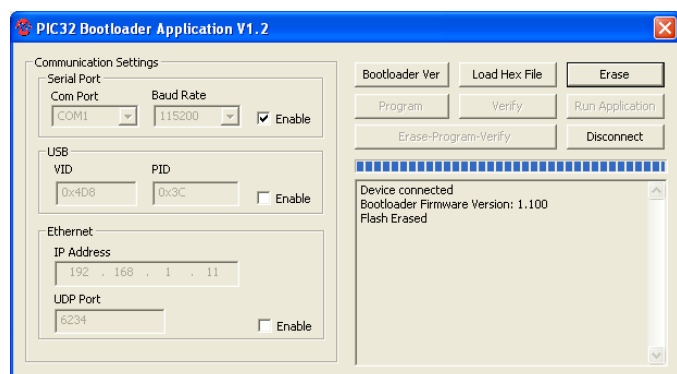 PIC32 Bootloader Application V1.2
Communication Settings
Serial Port
Com Port Baud Rate
COM1 115200 Enable
USB
VID PID
0x4D8 0x3C Enable
Ethernet
IP Address
192 . 168 . 1 . 11
UDP Port
6234 Enable
Bootloader Ver Load Hex File Erase
Program Verify Run Application
Erase-Program-Verify Disconnect
Device connected
Bootloader Firmware Version: 1.100
Flash Erased